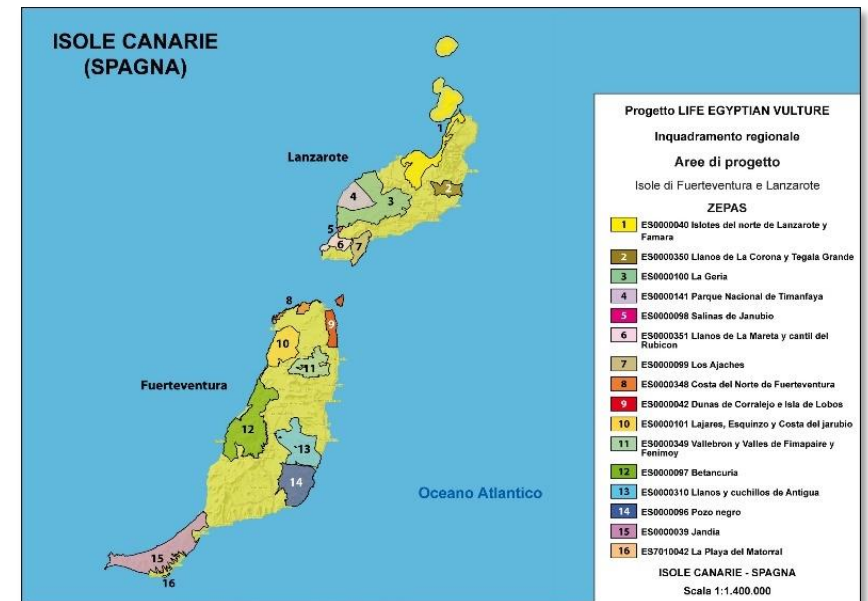 ISOLE CANARIE
(SPAGNA)
1
Lanzarote
2
3
4
5
6
7
8
9
10
11
Fuerteventura
12
13
14
Oceano Atlantico
15
16
Progetto LIFE EGYPTIAN VULTURE
Inquadramento regionale
Aree di progetto
Isole di Fuerteventura e Lanzarote
ZEPAS
1 ES0000040 Islotes del norte de Lanzarote y
Famara
2 ES0000350 Llanos de La Corona y Tegala Grande
3 ES0000100 La Geria
4 ES0000141 Parque Nacional de Timanfaya
5 ES0000098 Salinas de Janubio
6 ES0000351 Llanos de La Mareta y cantil del
Rubicon
7 ES0000099 Los Ajaches
8 ES0000348 Costa del Norte de Fuerteventura
9 ES0000042 Dunas de Corralejo e Isla de Lobos
10 ES0000101 Lajares, Esquinzo y Costa del jarubio
11 ES0000349 Vallebron y Valles de Fimapaire y
Fenimoy
12 ES0000097 Betancuria
13 ES0000310 Llanos y cuchillos de Antigua
14 ES0000096 Pozo negro
15 ES0000039 Jandia
16 ES7010042 La Playa del Matorral
ISOLE CANARIE - SPAGNA
Scala 1:1.400.000